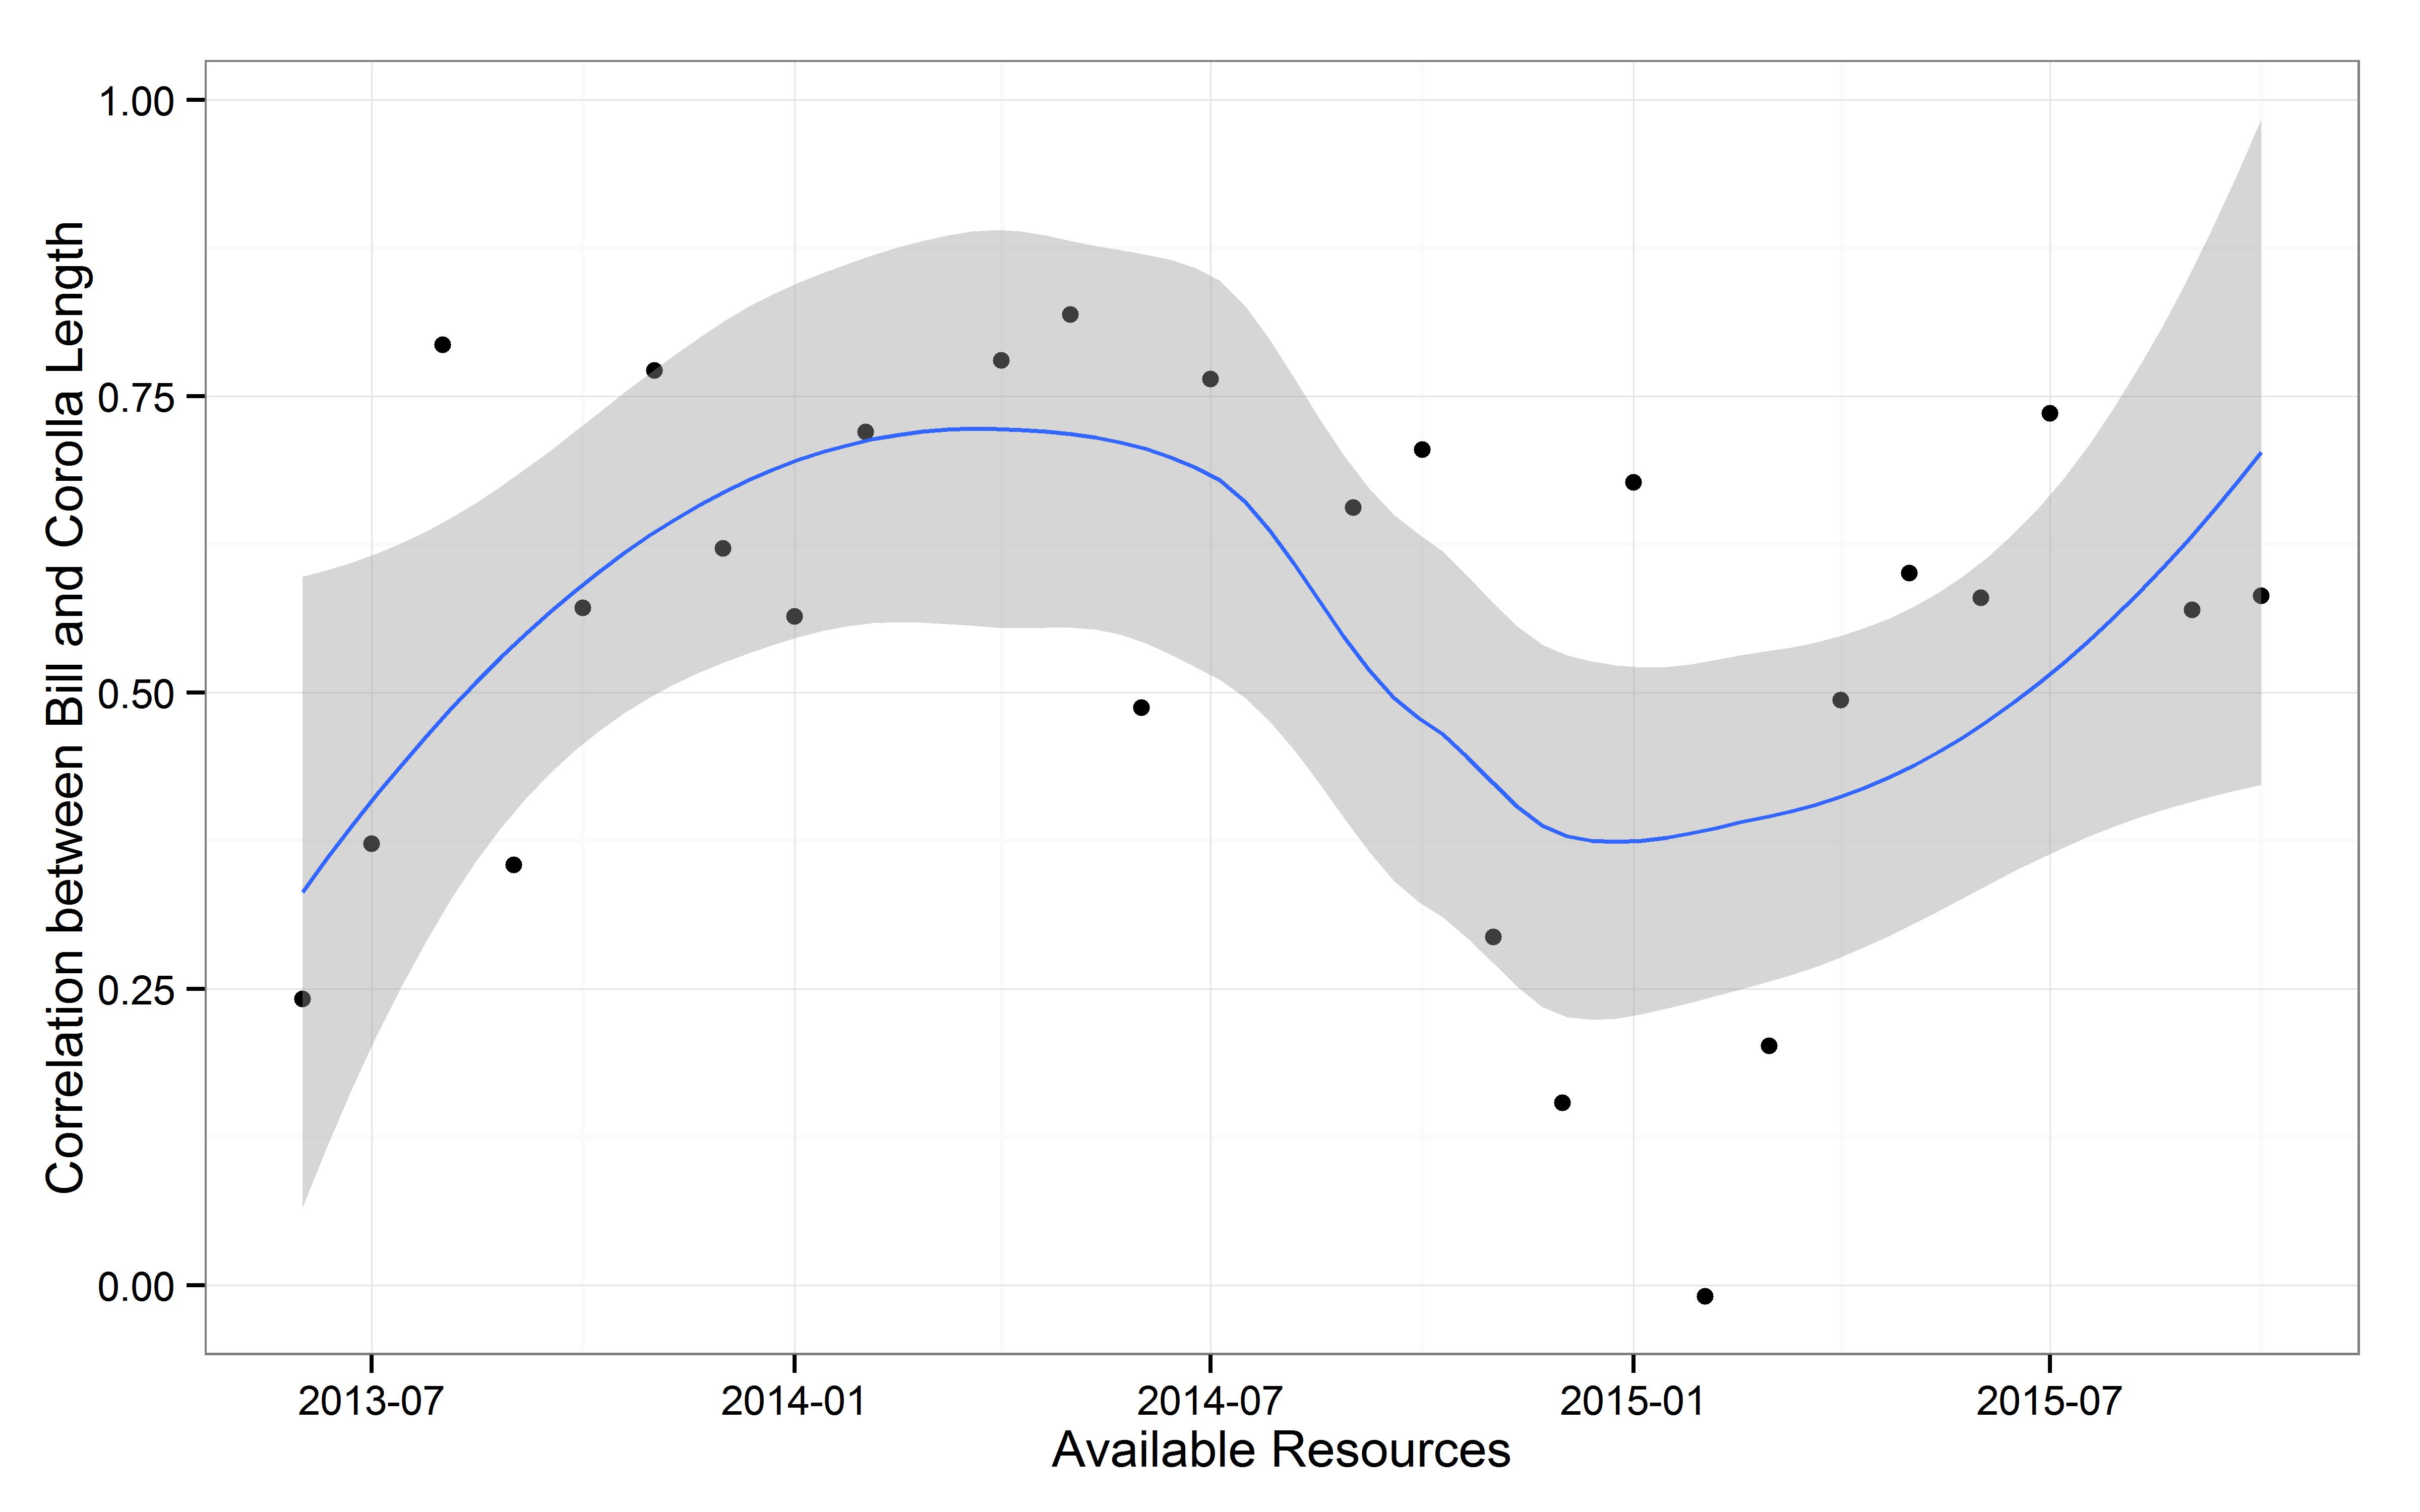 Correlation between Bill and Corolla Length
1.00
0.75
0.50
0.25
0.00
2013-07 2014-01 2014-07 2015-01 2015-07
Available Resources